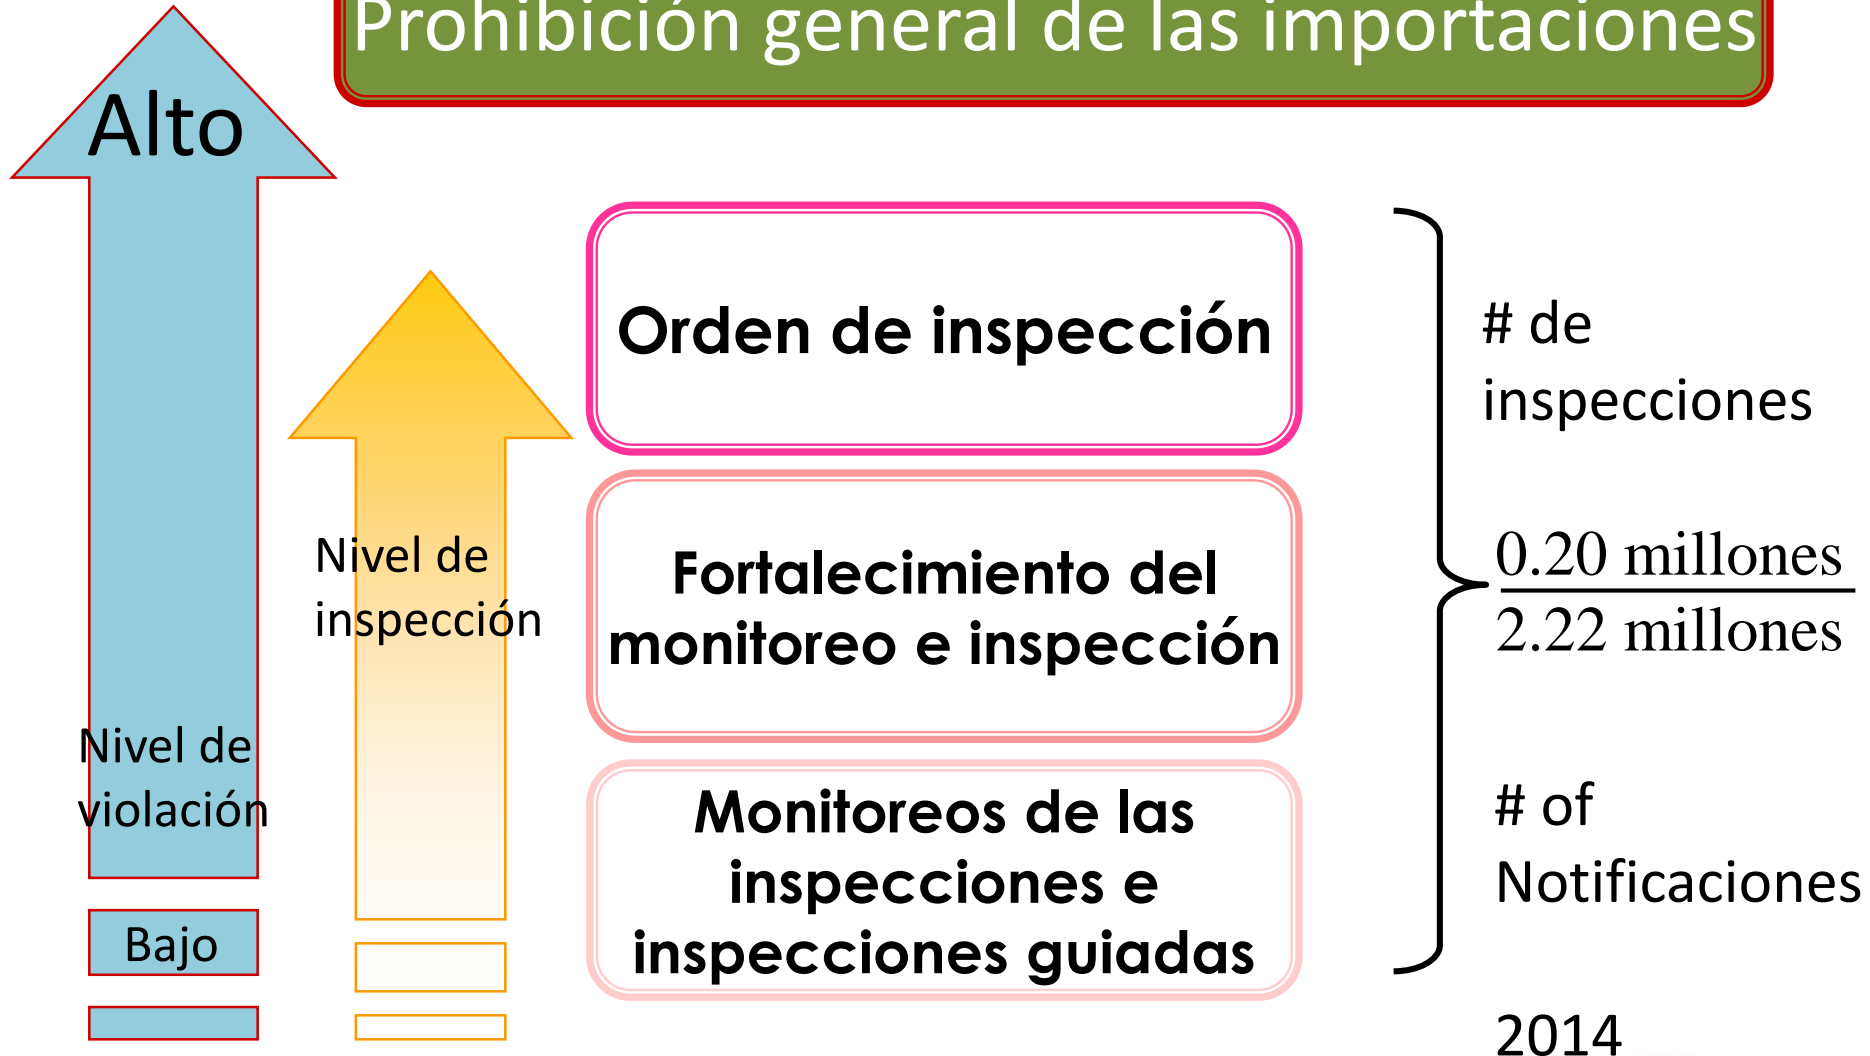 Prohibición general de las importaciones
Alto
Nivel de
violación
Bajo
Nivel de
inspección
Orden de inspección
Fortalecimiento del
monitoreo e inspección
Monitoreos de las
inspecciones e
inspecciones guiadas
# de
inspecciones
0.20 millones
2.22 millones
# of
Notificaciones
2014